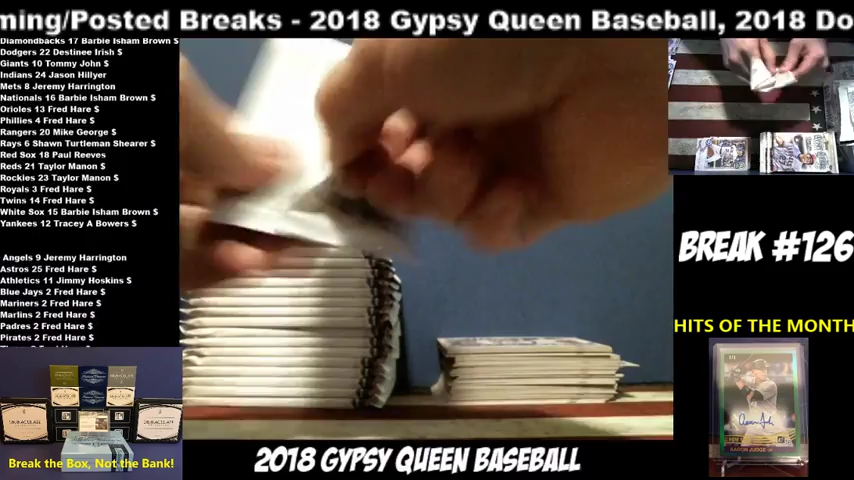 ming/Posted Breaks - 2018 Gypsy Queen Baseball, 2018 Do
Diamondbacks 17 Barbie Isham Brown $
Dodgers 22 Destinee Irish $
Giants 10 Tommy John $
Indians 24 Jason Hillyer
Mets 8 Jeremy Harrington
Nationals 16 Barbie Isham Brown $
Orioles 13 Fred Hare $
Phillies 4 Fred Hare $
Rangers 20 Mike George $
Rays 6 Shawn Turtleman Shearer $
Red Sox 18 Paul Reeves
Reds 21 Taylor Manon $
Rockies 23 Taylor Manon $
Royals 3 Fred Hare $
Twins 14 Fred Hare $
White Sox 15 Barbie Isham Brown $
Yankees 12 Tracey A Bowers $
Angels 9 Jeremy Harrington
Astros 25 Fred Hare $
Athletics 11 Jimmy Hoskins $
Blue Jays 2 Fred Hare $
Mariners 2 Fred Hare $
Marlins 2 Fred Hare $
Padres 2 Fred Hare $
Pirates 2 Fred Hare $
BREAK #126
HITS OF THE MONTH
AARON JUDGE
IMMACULATE
IMMACULATE
Break the Box, Not the Bank!
2018 GYPSY QUEEN BASEBALL